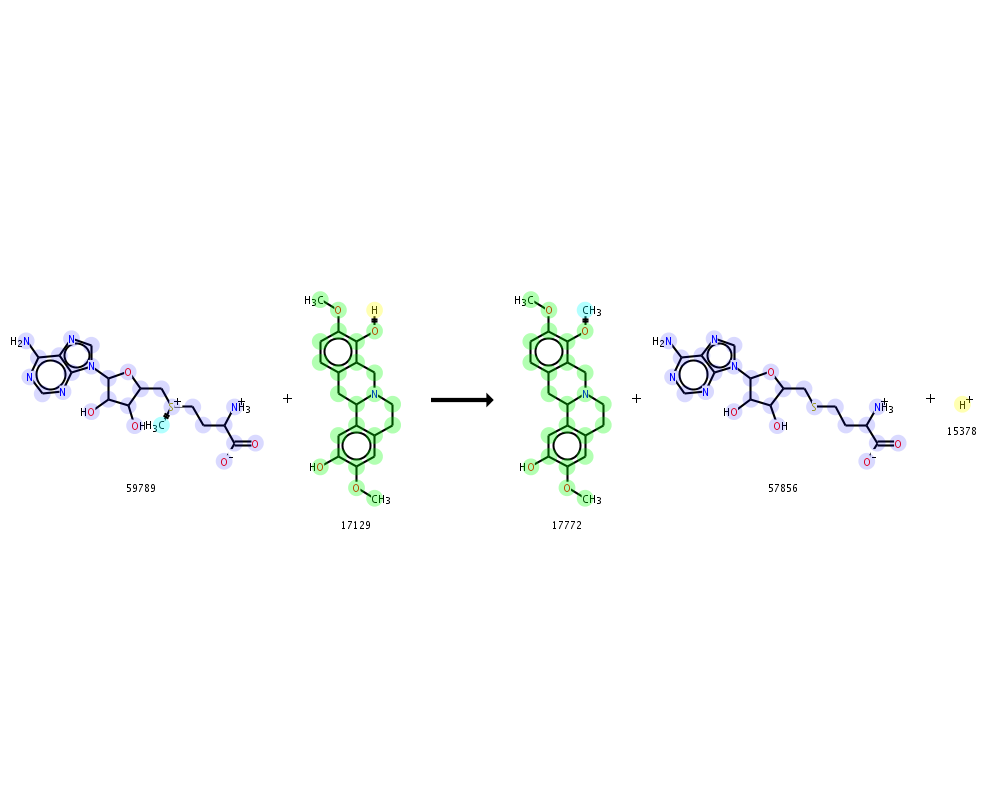 H₂N N N N N O HO OH H₃C S⁺ NH₃⁺ O O⁻
59789
+
H₃C O H O N HO O CH₃
17129
H₃C O CH₃ O N HO O CH₃
17772
+
H₂N N N N N O HO OH S NH₃⁺ O O⁻
57856
+
H⁺
15378